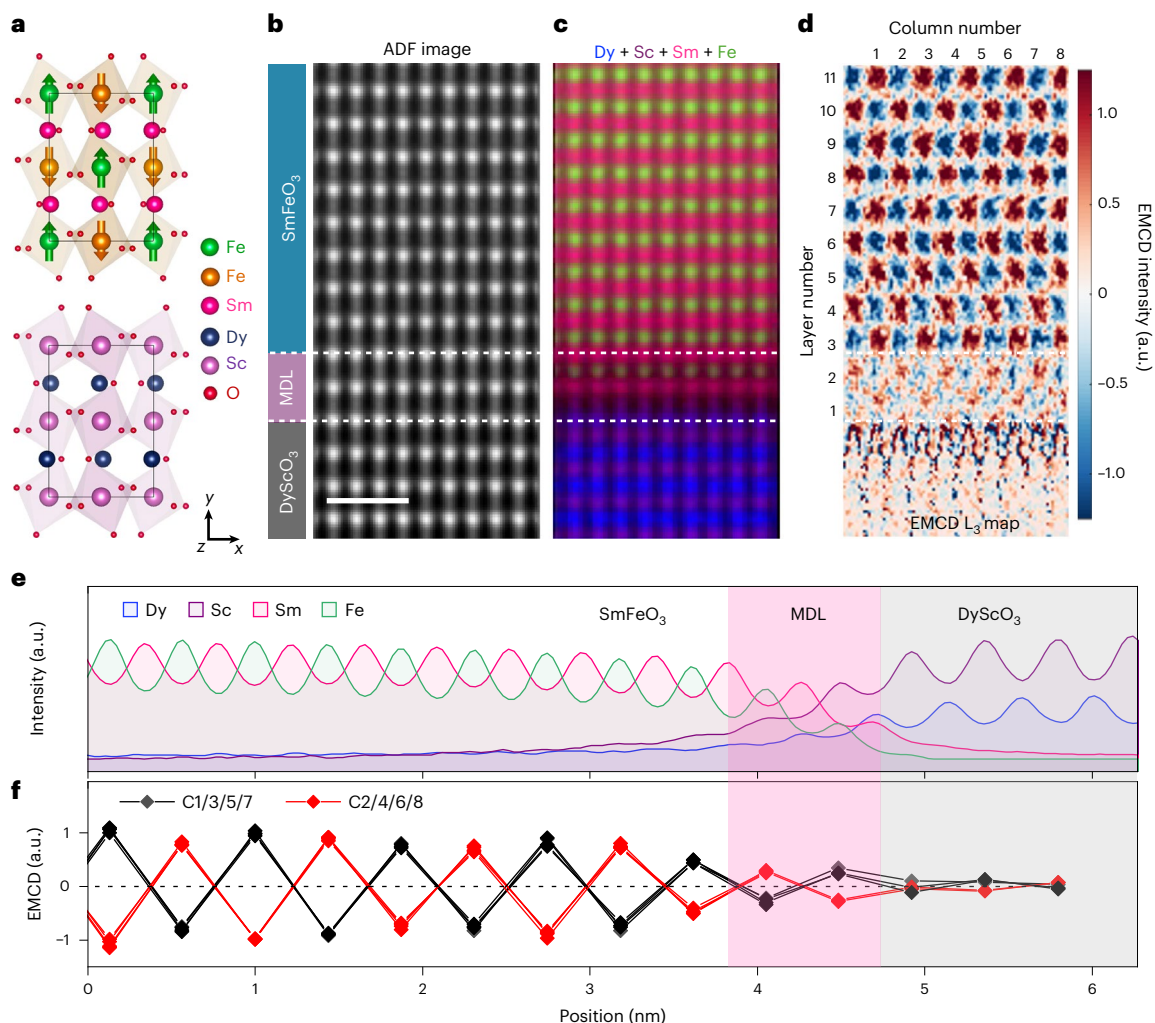 a
b
c
d
ADF image
Dy + Sc + Sm + Fe
Column number
1 2 3 4 5 6 7 8
SmFeO3
MDL
DyScO3
Fe
Fe
Sm
Dy
Sc
O
y
z x
Layer number
11
10
9
8
7
6
5
4
3
2
1
EMCD L3 map
1.0
0.5
0
−0.5
−1.0
EMCD intensity (a.u.)
e
Dy Sc Sm Fe
SmFeO3 MDL DyScO3
Intensity (a.u.)
f
C1/3/5/7 C2/4/6/8
EMCD (a.u.)
1
0
−1
0 1 2 3 4 5 6
Position (nm)